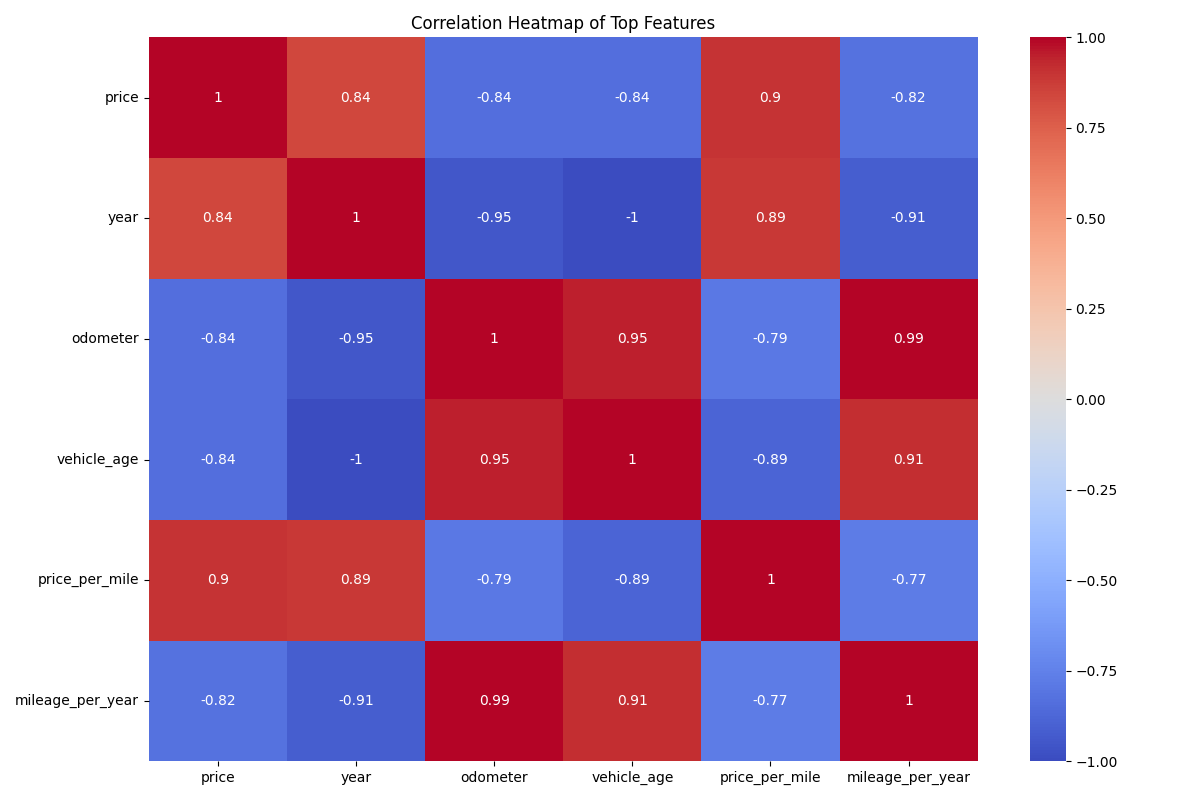 Correlation Heatmap of Top Features
price 1 0.84 -0.84 -0.84 0.9 -0.82
year 0.84 1 -0.95 -1 0.89 -0.91
odometer -0.84 -0.95 1 0.95 -0.79 0.99
vehicle_age -0.84 -1 0.95 1 -0.89 0.91
price_per_mile 0.9 0.89 -0.79 -0.89 1 -0.77
mileage_per_year -0.82 -0.91 0.99 0.91 -0.77 1
price year odometer vehicle_age price_per_mile mileage_per_year
1.00
0.75
0.50
0.25
0.00
−0.25
−0.50
−0.75
−1.00